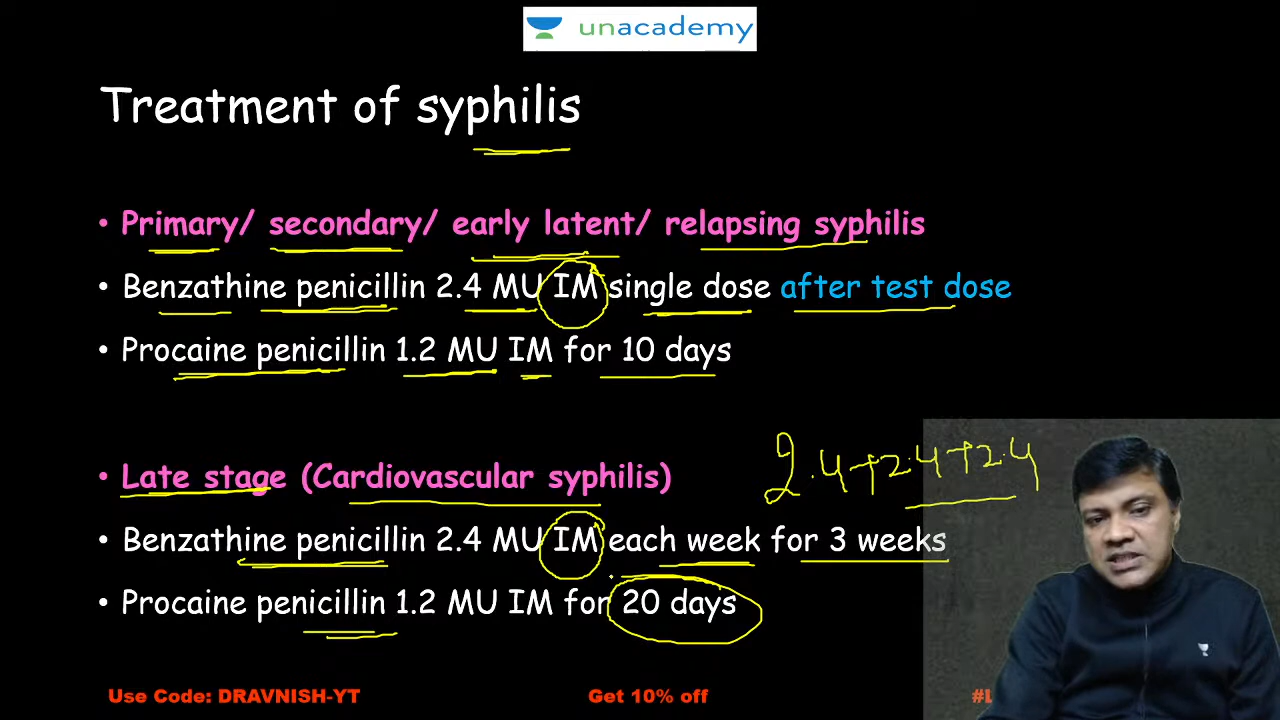 unacademy
Treatment of syphilis
• Primary/ secondary/ early latent/ relapsing syphilis
• Benzathine penicillin 2.4 MU IM single dose after test dose
• Procaine penicillin 1.2 MU IM for 10 days
2.4+2.4+2.4
• Late stage (Cardiovascular syphilis)
• Benzathine penicillin 2.4 MU IM each week for 3 weeks
• Procaine penicillin 1.2 MU IM for 20 days
Use Code: DRAVNISH-YT Get 10% off #L